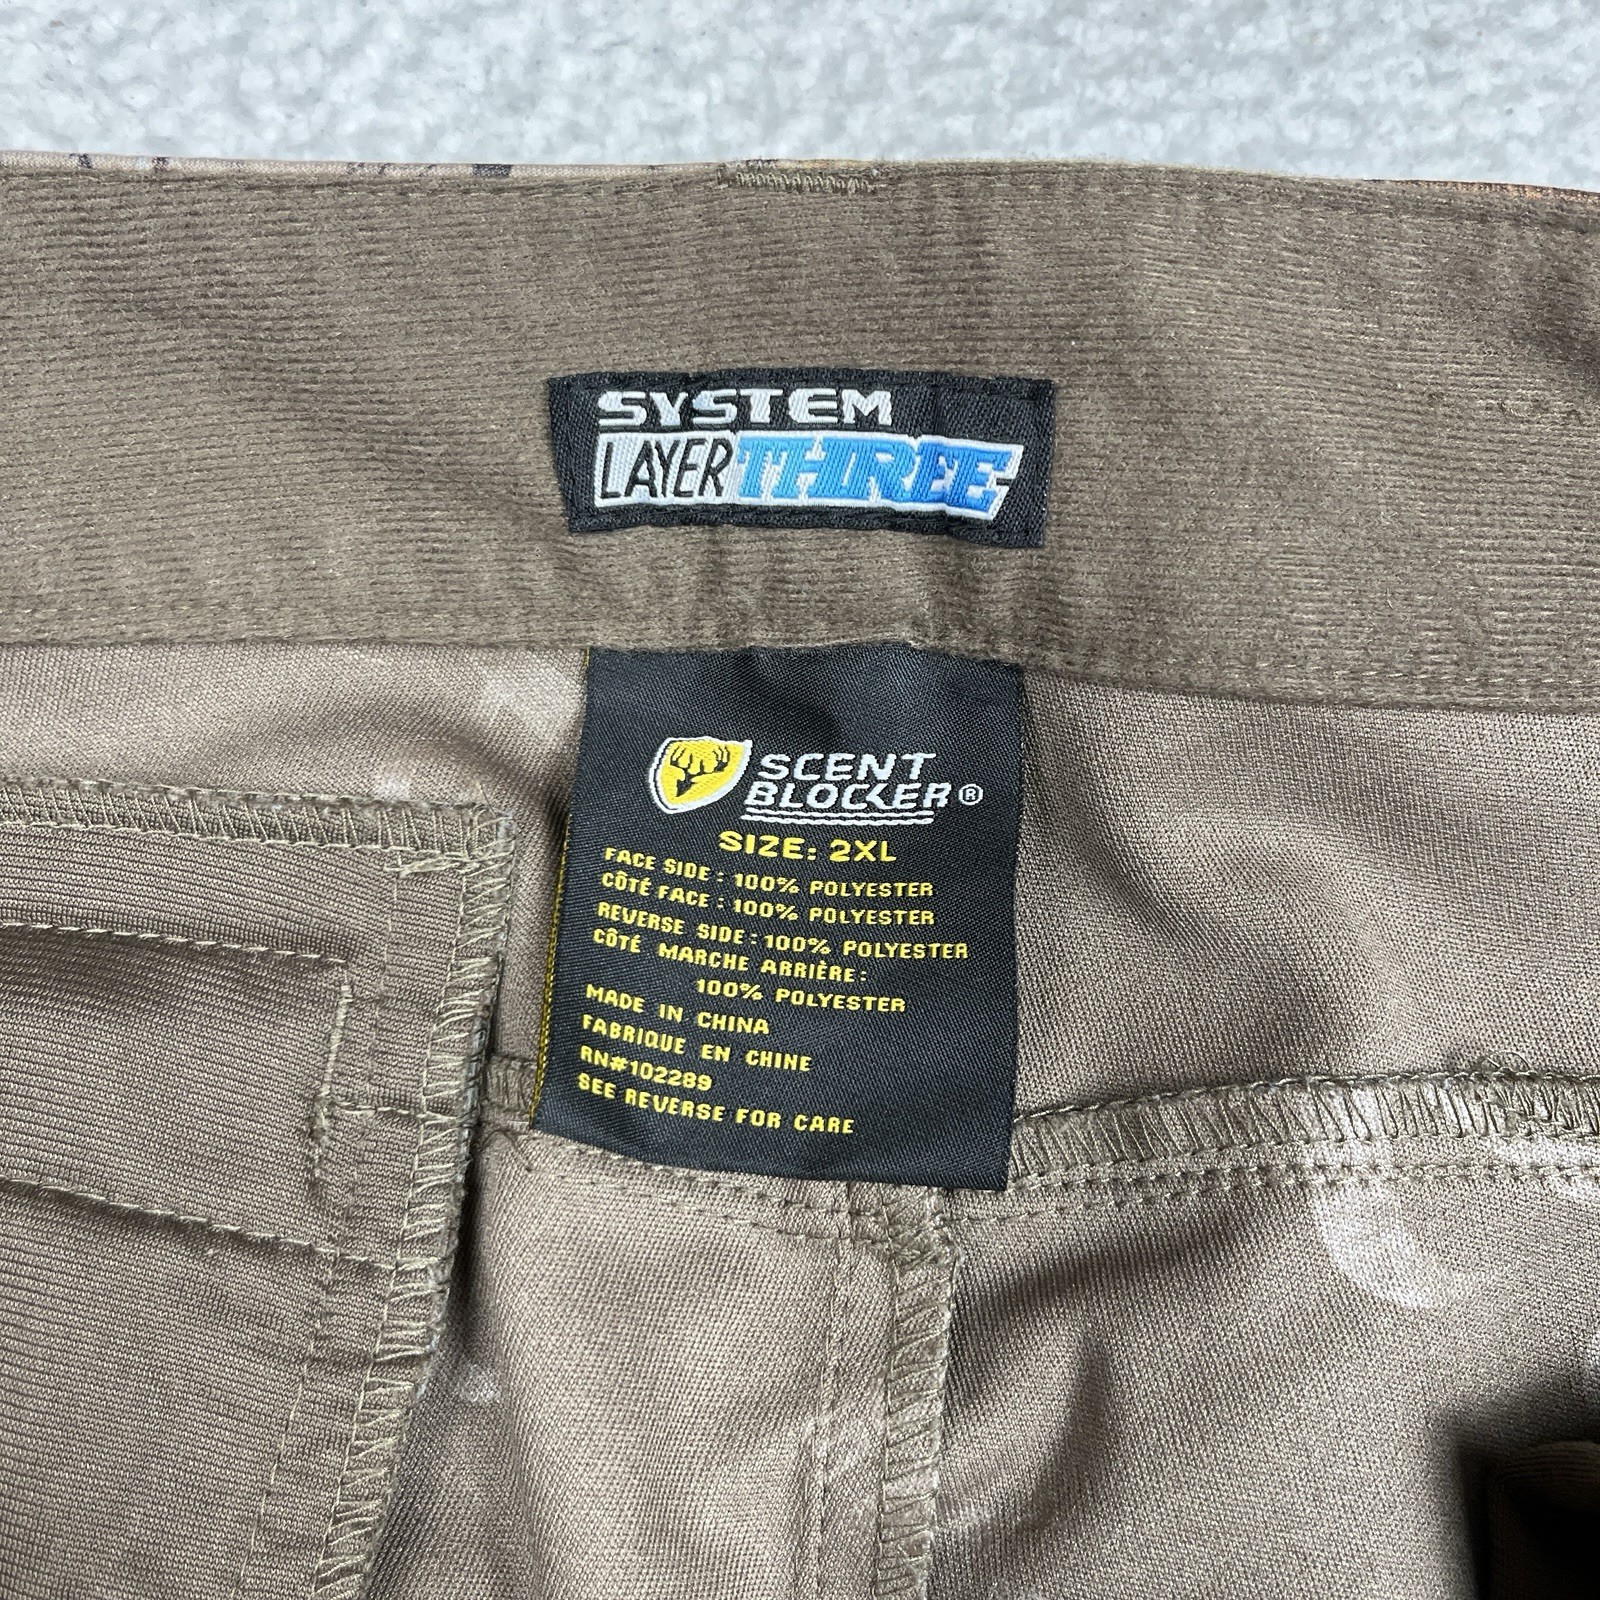 SYSTEM
LAYER THREE
SCENT
BLOCKER®
SIZE: 2XL
FACE SIDE : 100% POLYESTER
CÔTÉ FACE : 100% POLYESTER
REVERSE SIDE : 100% POLYESTER
CÔTÉ MARCHE ARRIÈRE :
100% POLYESTER
MADE IN CHINA
FABRIQUE EN CHINE
RN#102289
SEE REVERSE FOR CARE